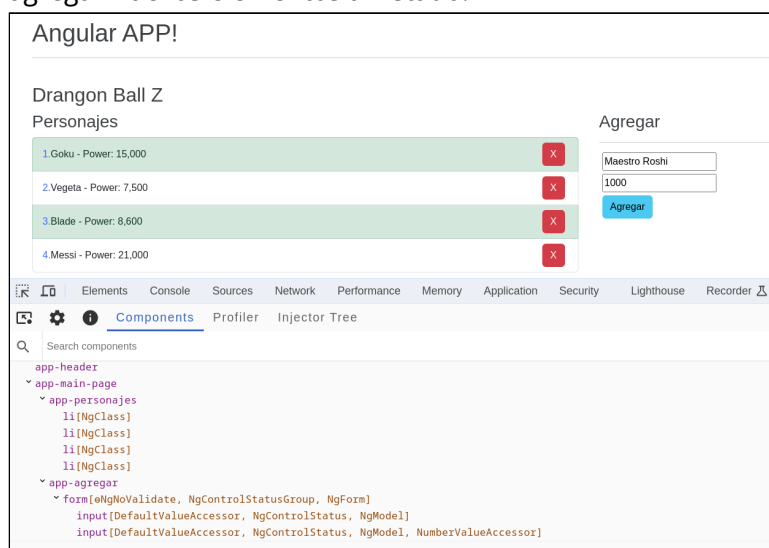 Angular APP!
Drangon Ball Z
Personajes
Agregar
1.Goku - Power: 15,000 X
2.Vegeta - Power: 7,500 X
3.Blade - Power: 8,600 X
4.Messi - Power: 21,000 X
Maestro Roshi
1000
Agregar
Elements Console Sources Network Performance Memory Application Security Lighthouse Recorder
Components Profiler Injector Tree
Search components
app-header
app-main-page
app-personajes
li[NgClass]
li[NgClass]
li[NgClass]
li[NgClass]
app-agregar
form[ɵNgNoValidate, NgControlStatusGroup, NgForm]
input[DefaultValueAccessor, NgControlStatus, NgModel]
input[DefaultValueAccessor, NgControlStatus, NgModel, NumberValueAccessor]